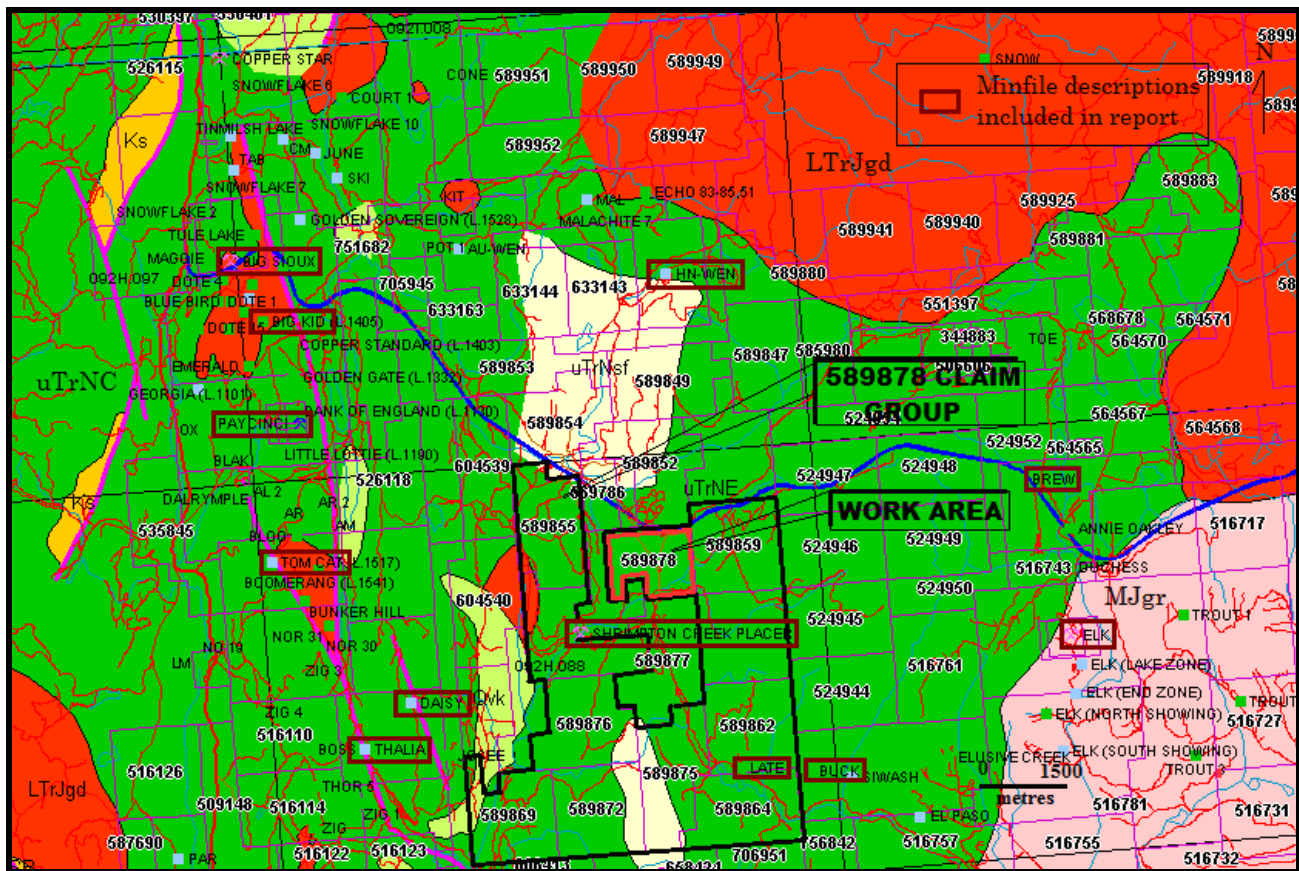 530397
530401
092I.008
526115
COPPER STAR
SNOWFLAKE 6
COURT 1
CONE
589951
589950
589949
SNOW
N
589918
Minfile descriptions
included in report
TINMILSH LAKE
SNOWFLAKE 10
CM
JUNE
TAB
SKI
SNOWFLAKE 7
589952
589947
LTrJgd
Ks
589883
SNOWFLAKE 2
GOLDEN SOVEREIGN (L.1528)
KIT
MAL
ECHO 83-85,51
MALACHITE 7
589925
589940
589941
589881
TULE LAKE
751682
POT 1
AU-WEN
MAGGIE
BIG SIOUX
HN-WEN
589880
092H.097
DOTE 4
705945
633144
633143
BLUE BIRD
DOTE 1
633163
551397
568678
564571
BIG KID (L.1405)
COPPER STANDARD (L.1403)
344883
TOE
564570
589847
585980
EMERALD
589853
uTrNsf
uTrNC
GOLDEN GATE (L.1332)
589849
589878 CLAIM
GROUP
GEORGIA (L.1101)
BANK OF ENGLAND (L.1130)
589854
564567
OX
564568
524952
564565
BLAK
LITTLE LOTTIE (L.1190)
604539
589852
524947
524948
526118
BREW
Ks
DALRYMPLE
AL 2
AR 2
uTrNE
AR
AM
WORK AREA
535845
589855
ANNIE OAKLEY
516717
589859
524946
524949
589878
516743
DUCHESS
BOOMERANG (L.1541)
604540
524950
MJgr
BUNKER HILL
524945
TROUT 1
NOR 31
SHRIMPTON CREEK PLACER
ELK
NO 19
NOR 30
LM
ZIG 3
092H.088
589877
516761
ELK (LAKE ZONE)
DAISY
Qvk
524944
ELK (END ZONE)
ZIG 4
ELK (NORTH SHOWING)
TROUT
516727
516110
589876
589862
BOSS
THALIA
ELK (SOUTH SHOWING)
ELUSIVE CREEK
TROUT 3
516126
589875
LATE
BUCK
SIWASH
0
1500
metres
THOR 5
LTrJgd
509148
516114
589869
589872
589864
EL PASO
516781
516731
ZIG 1
ZIG
587690
PAR
516122
516123
706951
756842
516757
516755
516732